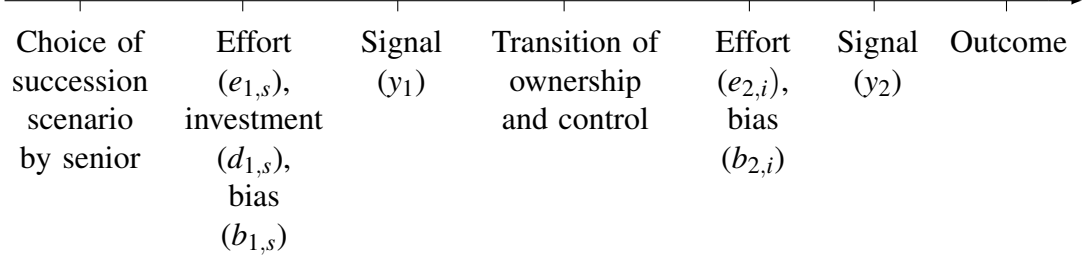 Choice of
succession
scenario
by senior
Effort
(e1,s),
investment
(d1,s),
bias
(b1,s)
Signal
(y1)
Transition of
ownership
and control
Effort
(e2,i),
bias
(b2,i)
Signal
(y2)
Outcome